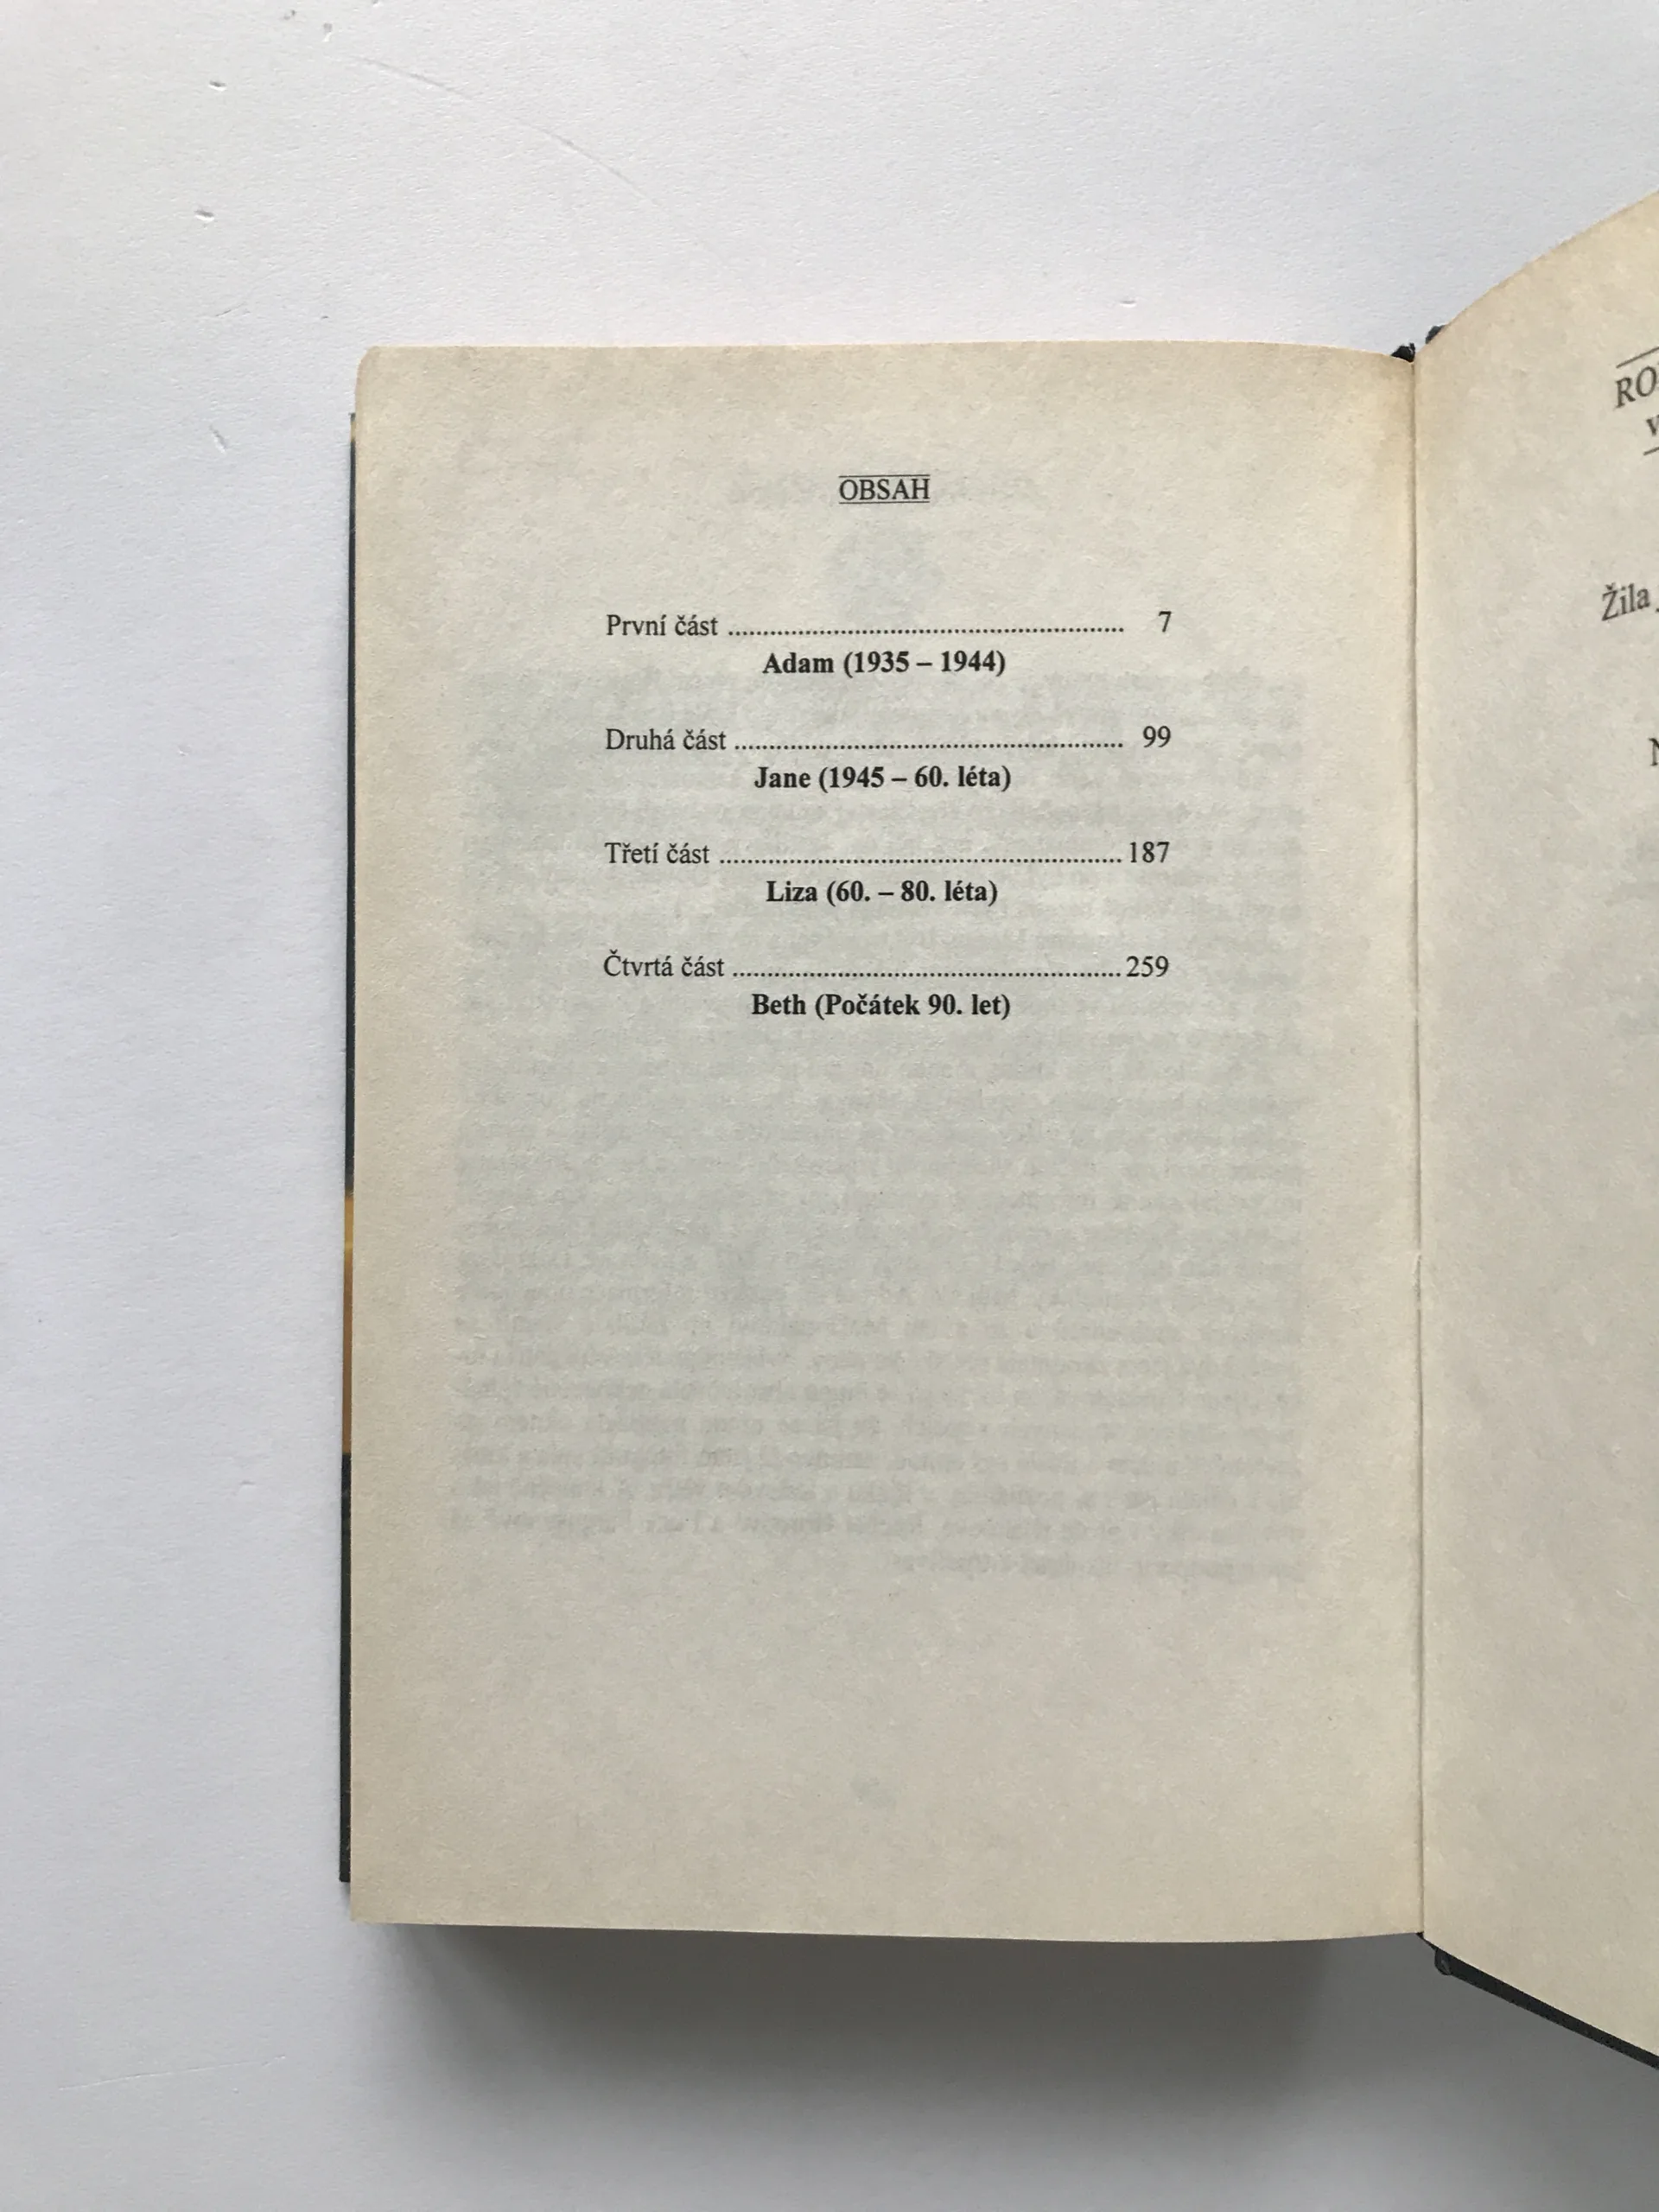 OBSAH
První část ........................................................ 7
Adam (1935 – 1944)
Druhá část ....................................................... 99
Jane (1945 – 60. léta)
Třetí část .........................................................187
Liza (60. – 80. léta)
Čtvrtá část .......................................................259
Beth (Počátek 90. let)
Žila